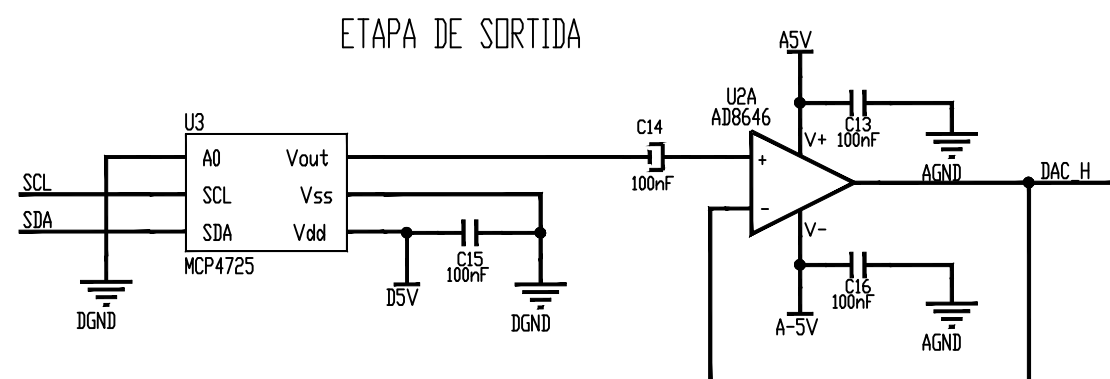 ETAPA DE SORTIDA
A5V
U2A
AD8646
C13
100nF
V+
AGND
U3
A0
Vout
SCL
SCL
Vss
SDA
SDA
Vdd
MCP4725
C14
100nF
+
-
DAC_H
V-
C15
100nF
D5V
DGND
DGND
C16
100nF
A-5V
AGND